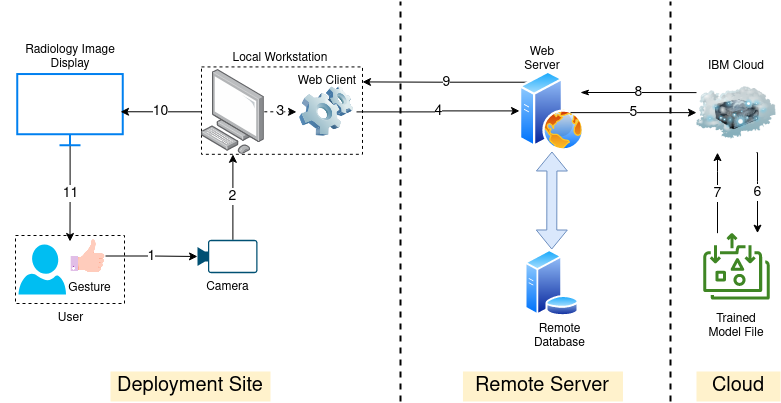 Radiology Image
Display
Local Workstation
Web Client
Web
Server
IBM Cloud
9
8
10
3
4
5
11
2
7
6
1
Gesture
User
Camera
Remote
Database
Trained
Model File
Deployment Site
Remote Server
Cloud